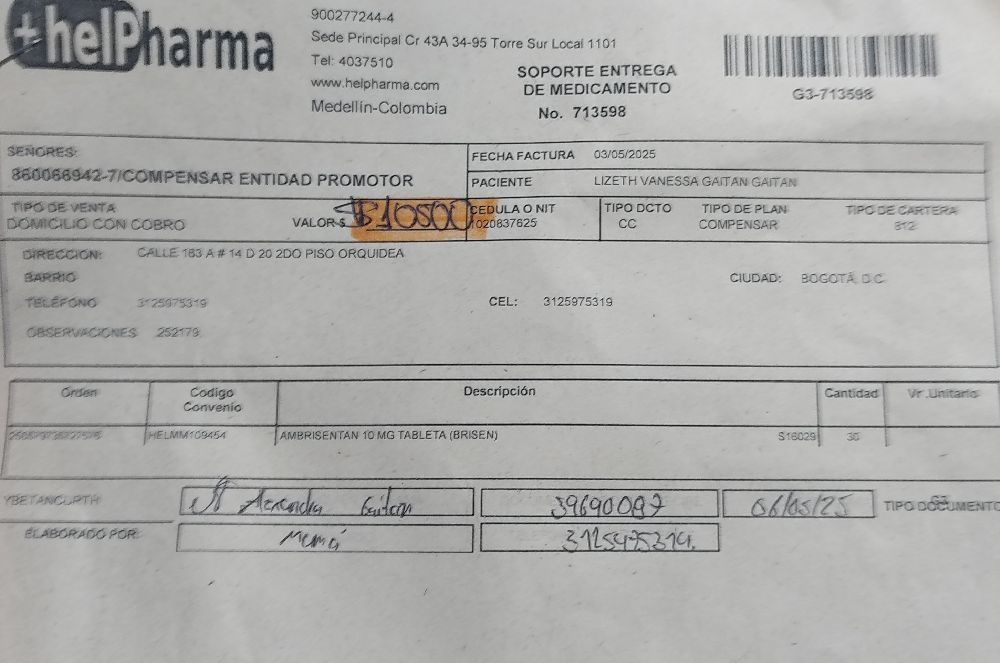 +helPharma
900277244-4
Sede Principal Cr 43A 34-95 Torre Sur Local 1101
Tel: 4037510
www.helpharma.com
Medellín-Colombia
SOPORTE ENTREGA
DE MEDICAMENTO
No. 713598
G3-713598
SEÑORES:
860066942-7/COMPENSAR ENTIDAD PROMOTOR
FECHA FACTURA 03/05/2025
PACIENTE LIZETH VANESSA GAITAN GAITAN
TIPO DE VENTA
DOMICILIO CON COBRO
VALOR $ $10500
CEDULA O NIT
1020837625
TIPO DCTO
CC
TIPO DE PLAN
COMPENSAR
TIPO DE CARTERA
812
DIRECCION: CALLE 163 A # 14 D 20 2DO PISO ORQUIDEA
BARRIO
CIUDAD: BOGOTÁ, D.C.
TELÉFONO 3125975319
CEL: 3125975319
OBSERVACIONES 252179
Orden Codigo Convenio Descripción Cantidad Vr.Unitario
HELMM109454 AMBRISENTAN 10 MG TABLETA (BRISEN) S16029 30
YBETANCURTH Gaitan 39690087 06/05/25 G3 TIPO DOCUMENTO
ELABORADO POR: Mamá